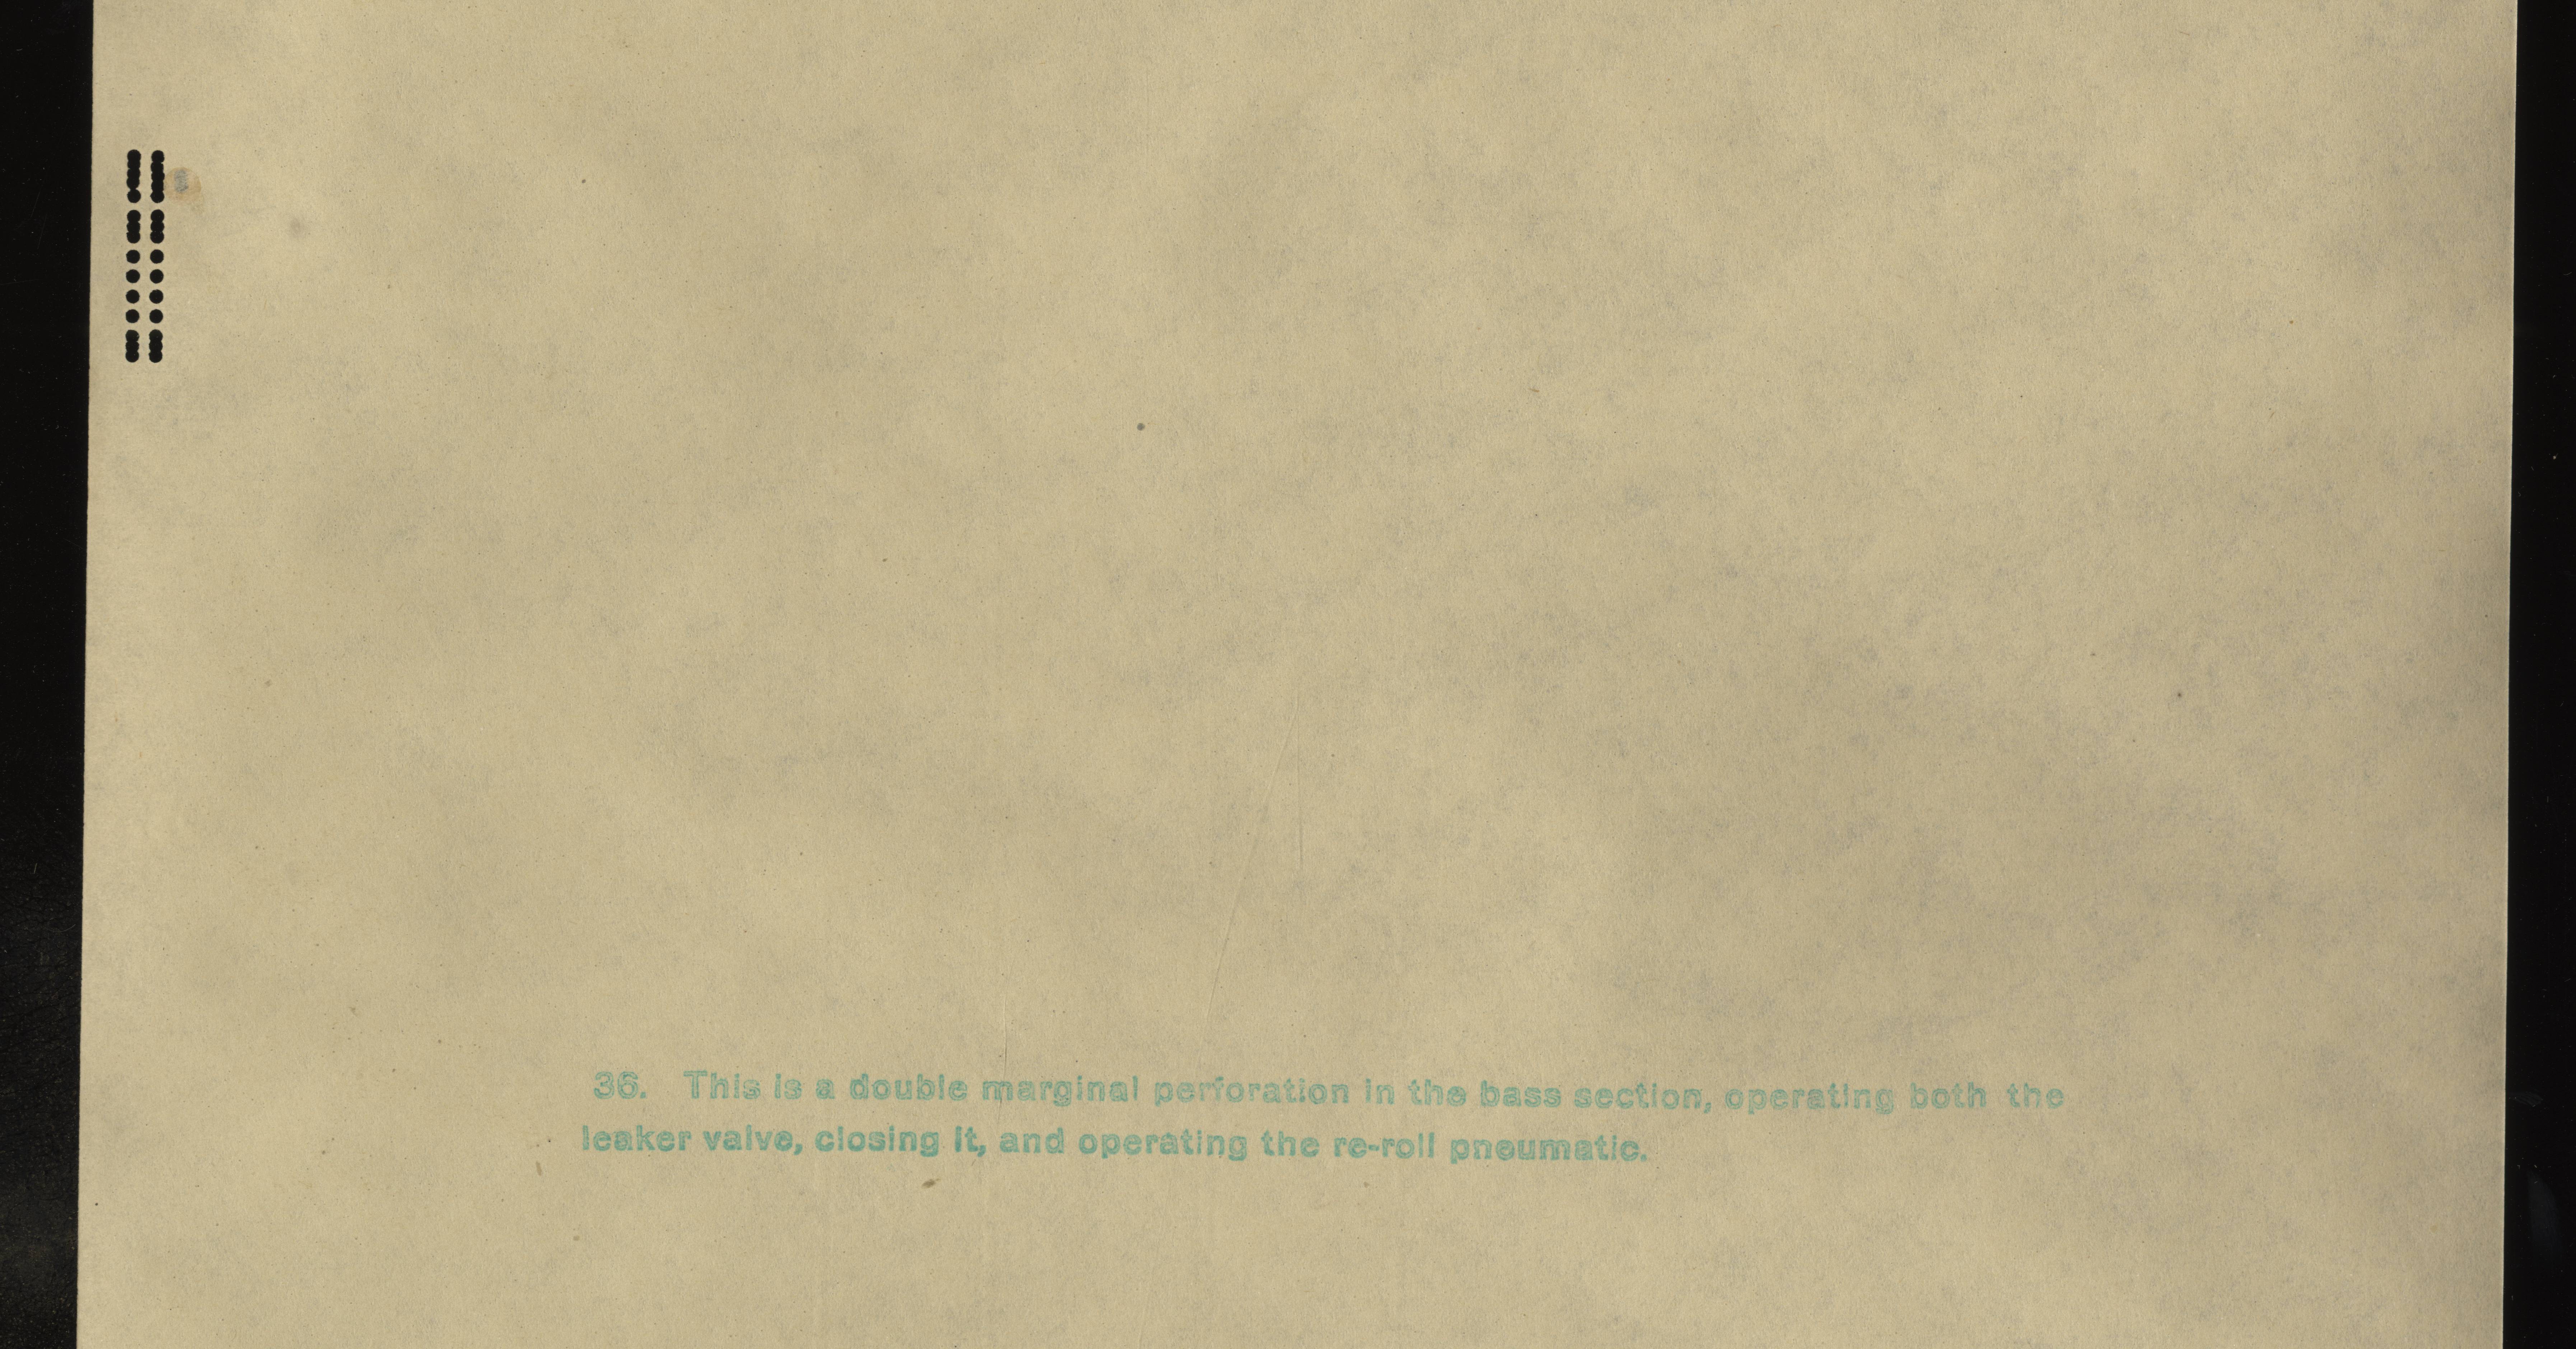 36. This is a double marginal perforation in the bass section, operating both the
leaker valve, closing it, and operating the re-roll pneumatic.